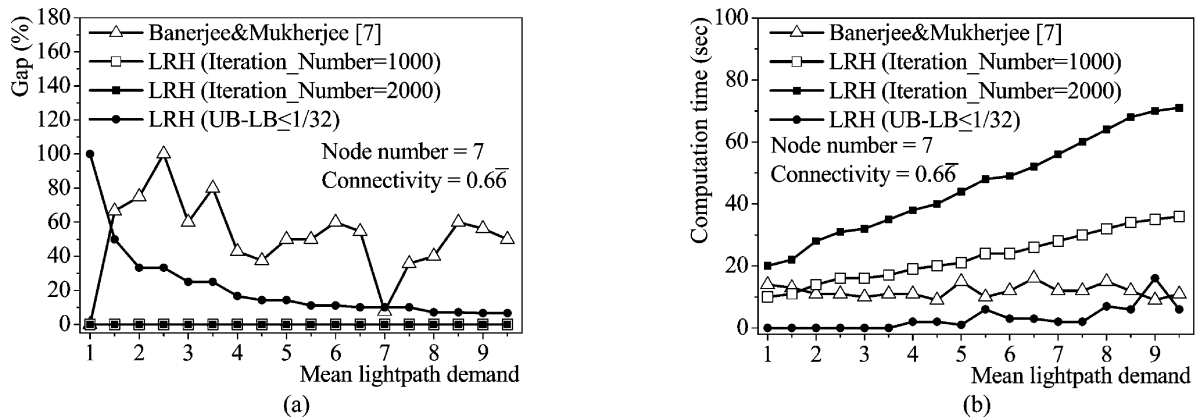 Gap (%)
180
160
140
120
100
80
60
40
20
0
Banerjee&Mukherjee [7]
LRH (Iteration_Number=1000)
LRH (Iteration_Number=2000)
LRH (UB-LB≤1/32)
Node number = 7
Connectivity = 0.66̅
1 2 3 4 5 6 7 8 9
Mean lightpath demand
(a)
Computation time (sec)
100
80
60
40
20
0
Banerjee&Mukherjee [7]
LRH (Iteration_Number=1000)
LRH (Iteration_Number=2000)
LRH (UB-LB≤1/32)
Node number = 7
Connectivity = 0.66̅
1 2 3 4 5 6 7 8 9
Mean lightpath demand
(b)